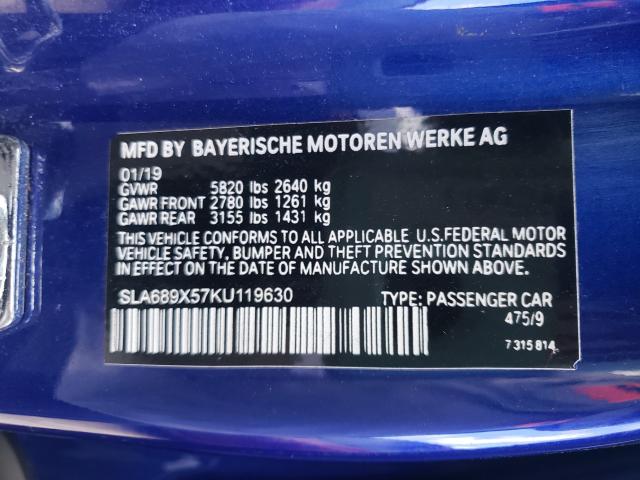 MFD BY BAYERISCHE MOTOREN WERKE AG
01/19
GVWR 5820 lbs 2640 kg
GAWR FRONT 2780 lbs 1261 kg
GAWR REAR 3155 lbs 1431 kg
THIS VEHICLE CONFORMS TO ALL APPLICABLE U.S.FEDERAL MOTOR
VEHICLE SAFETY, BUMPER AND THEFT PREVENTION STANDARDS
IN EFFECT ON THE DATE OF MANUFACTURE SHOWN ABOVE.
SLA689X57KU119630 TYPE: PASSENGER CAR
475/9
7 315 814